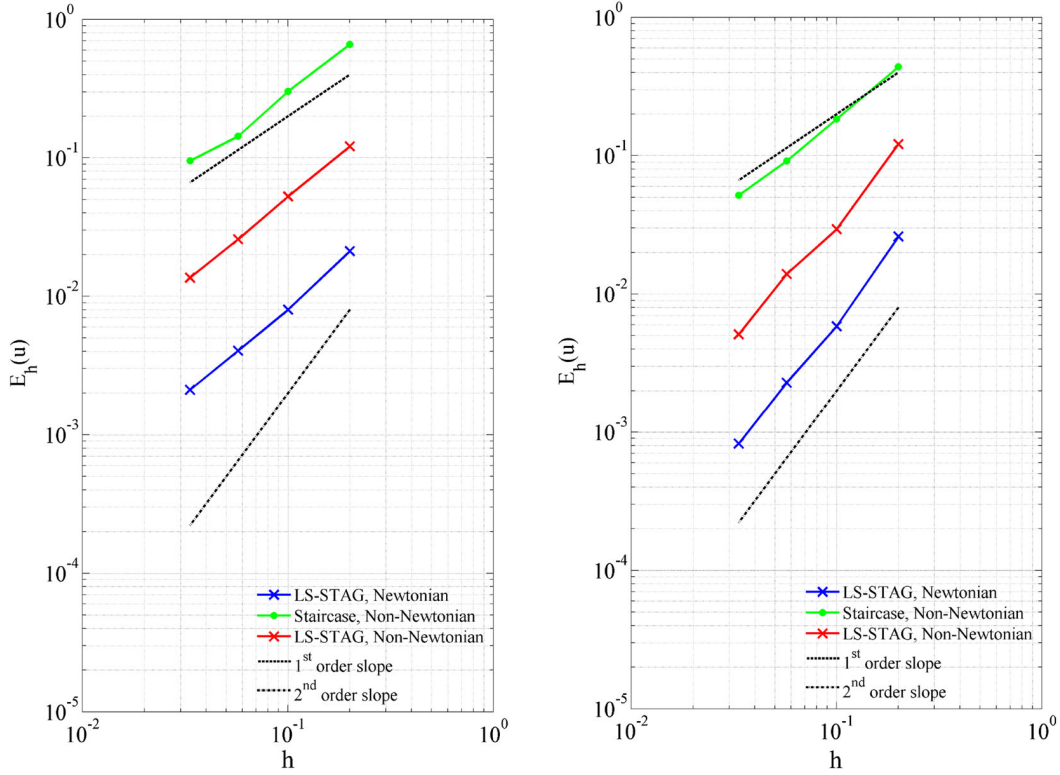 10^0
10^-1
10^-2
10^-3
10^-4
10^-5
E_h(u)
LS-STAG, Newtonian
Staircase, Non-Newtonian
LS-STAG, Non-Newtonian
1^st order slope
2^nd order slope
10^-2
10^-1
10^0
h
10^0
10^-1
10^-2
10^-3
10^-4
10^-5
E_h(u)
LS-STAG, Newtonian
Staircase, Non-Newtonian
LS-STAG, Non-Newtonian
1^st order slope
2^nd order slope
10^-2
10^-1
10^0
h